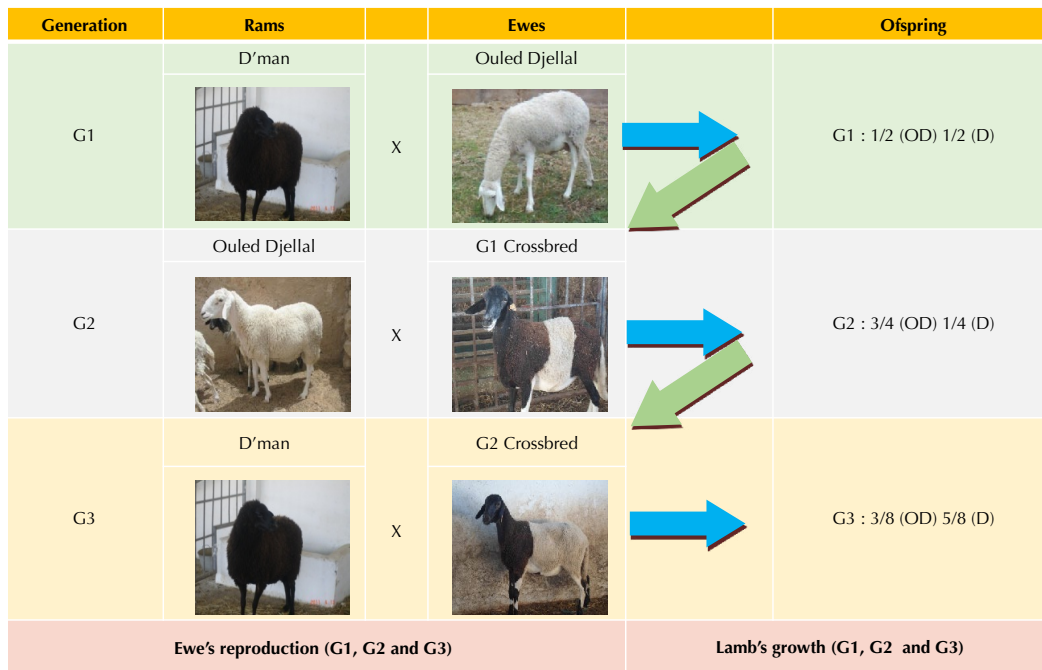 Generation Rams Ewes Ofspring
D’man Ouled Djellal
G1 X G1 : 1/2 (OD) 1/2 (D)
Ouled Djellal G1 Crossbred
G2 X G2 : 3/4 (OD) 1/4 (D)
D’man G2 Crossbred
G3 X G3 : 3/8 (OD) 5/8 (D)
Ewe’s reproduction (G1, G2 and G3) Lamb’s growth (G1, G2 and G3)